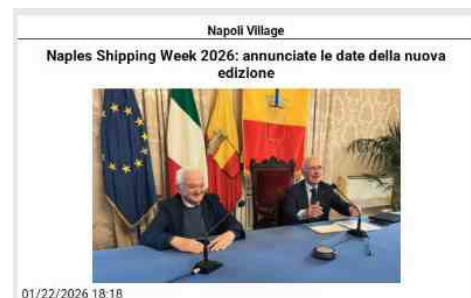 Napoli Village
Naples Shipping Week 2026: annunciate le date della nuova
edizione
01/22/2026 18:18